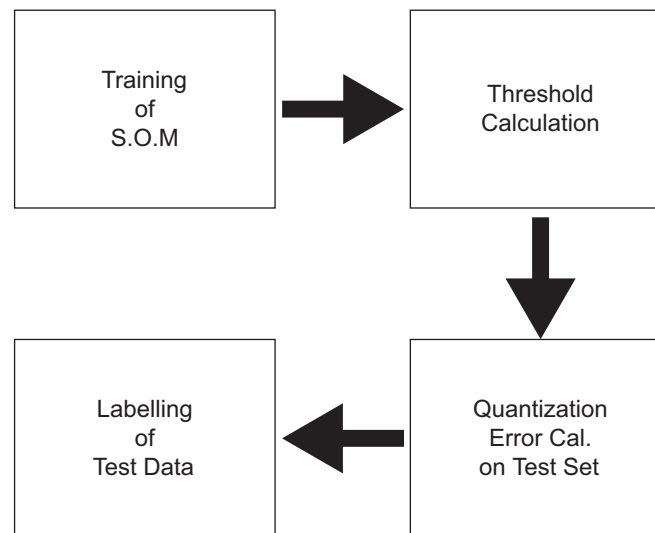 Training
of
S.O.M
Threshold
Calculation
Quantization
Error Cal.
on Test Set
Labelling
of
Test Data